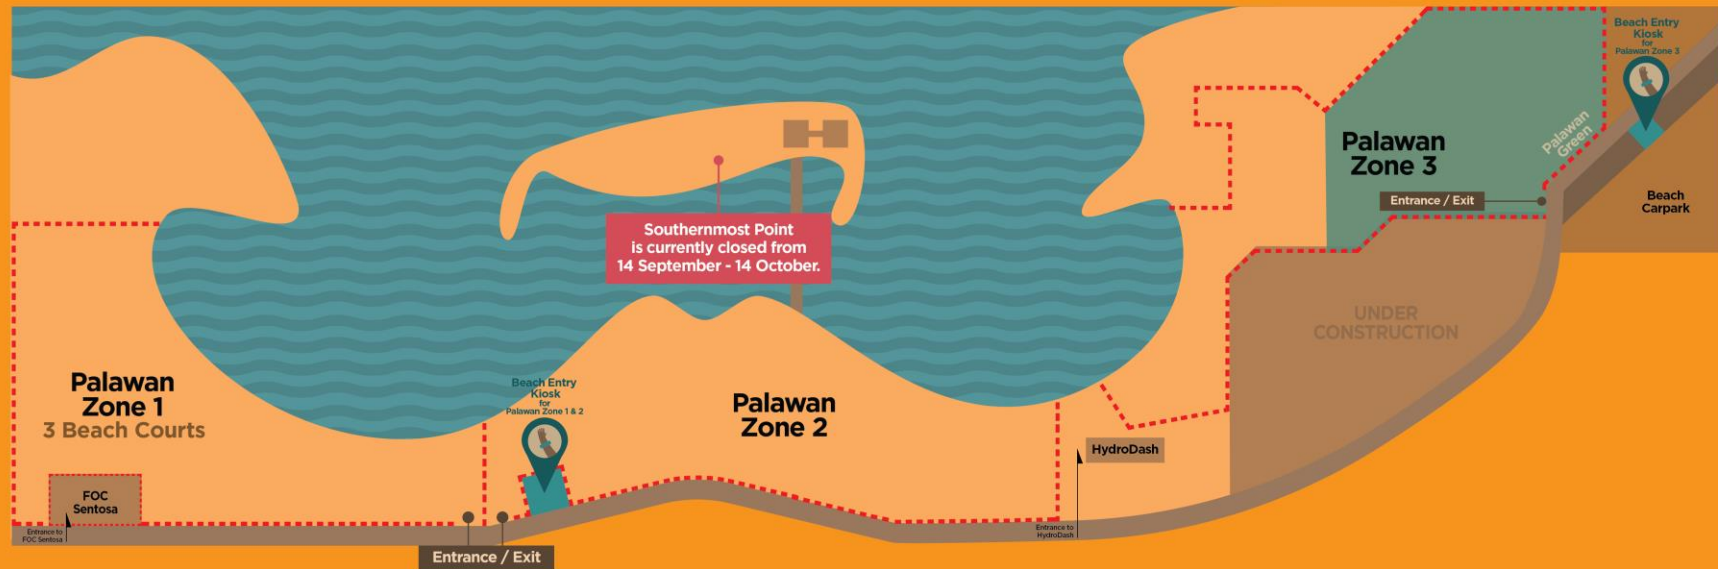 Beach Entry
Kiosk
for
Palawan Zone 3
Palawan
Zone 3
Palawan
Green
Entrance / Exit
Beach
Carpark
Southernmost Point
is currently closed from
14 September - 14 October.
UNDER
CONSTRUCTION
Palawan
Zone 1
3 Beach Courts
Beach Entry
Kiosk
for
Palawan Zone 1 & 2
Palawan
Zone 2
HydroDash
FOC
Sentosa
Entrance to
FOC Sentosa
Entrance to
HydroDash
Entrance / Exit